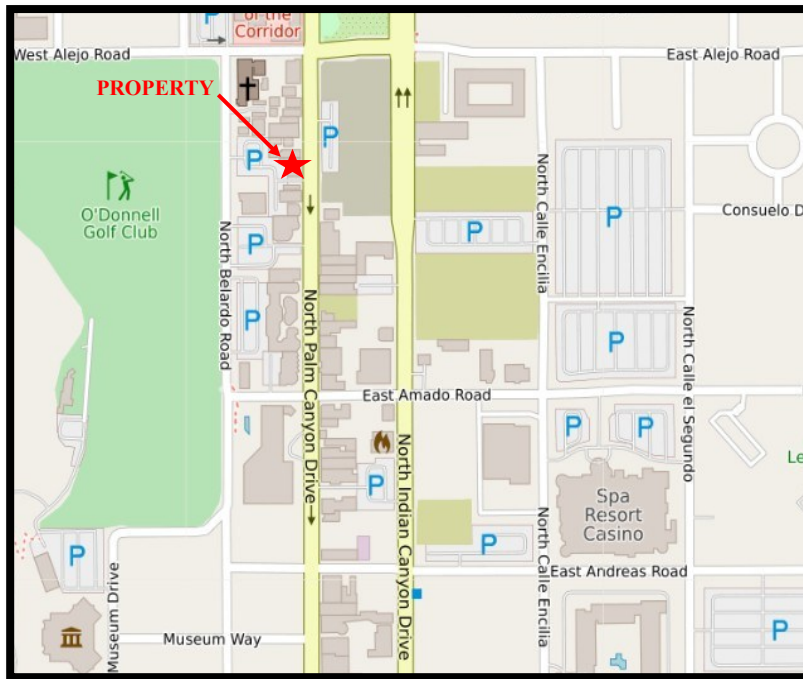 P
of the
Corridor
West Alejo Road
East Alejo Road
PROPERTY
P
P
North Calle Encilia
P
O'Donnell
Golf Club
Consuelo D
North Belardo Road
P
P
North Palm Canyon Drive
P
P
North Calle el Segundo
East Amado Road
P
P
North Indian Canyon Drive
P
Le
Spa
Resort
Casino
North Calle Encilia
P
P
East Andreas Road
Museum Drive
P
Museum Way